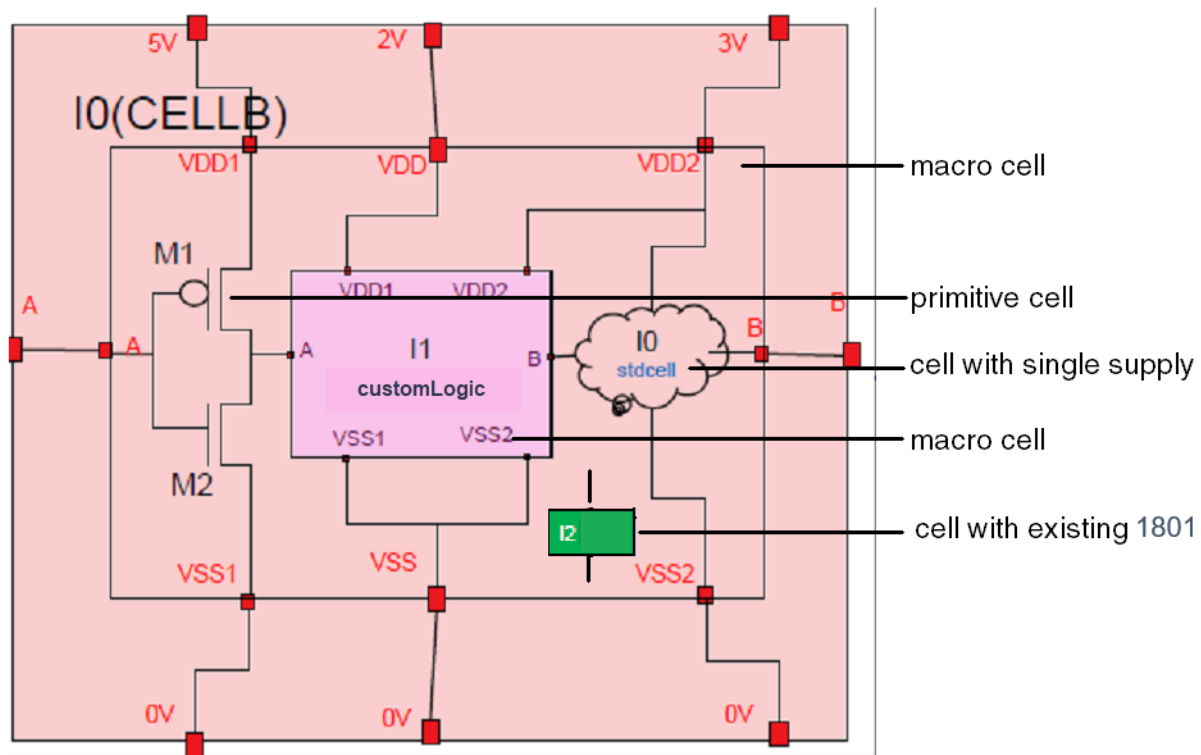 5V
2V
3V
I0(CELLB)
VDD1
VDD
VDD2
macro cell
M1
VDD1
VDD2
primitive cell
A
B
A
A
I1
B
I0
B
stdcell
cell with single supply
customLogic
VSS1
VSS2
macro cell
M2
I2
cell with existing 1801
VSS1
VSS
VSS2
0V
0V
0V